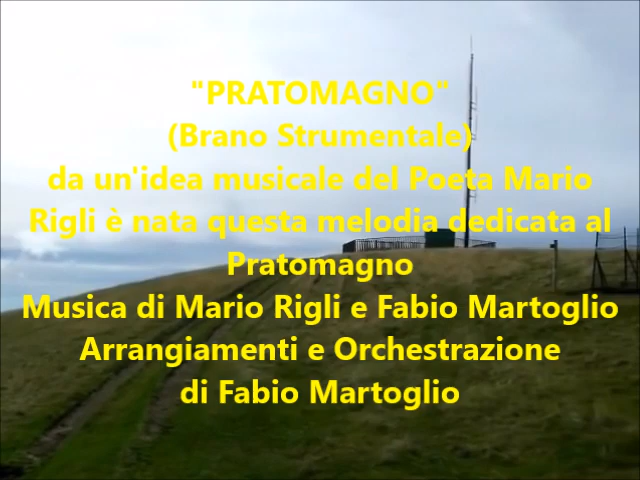 "PRATOMAGNO"
(Brano Strumentale)
da un'idea musicale del Poeta Mario
Rigli è nata questa melodia dedicata al
Pratomagno
Musica di Mario Rigli e Fabio Martoglio
Arrangiamenti e Orchestrazione
di Fabio Martoglio